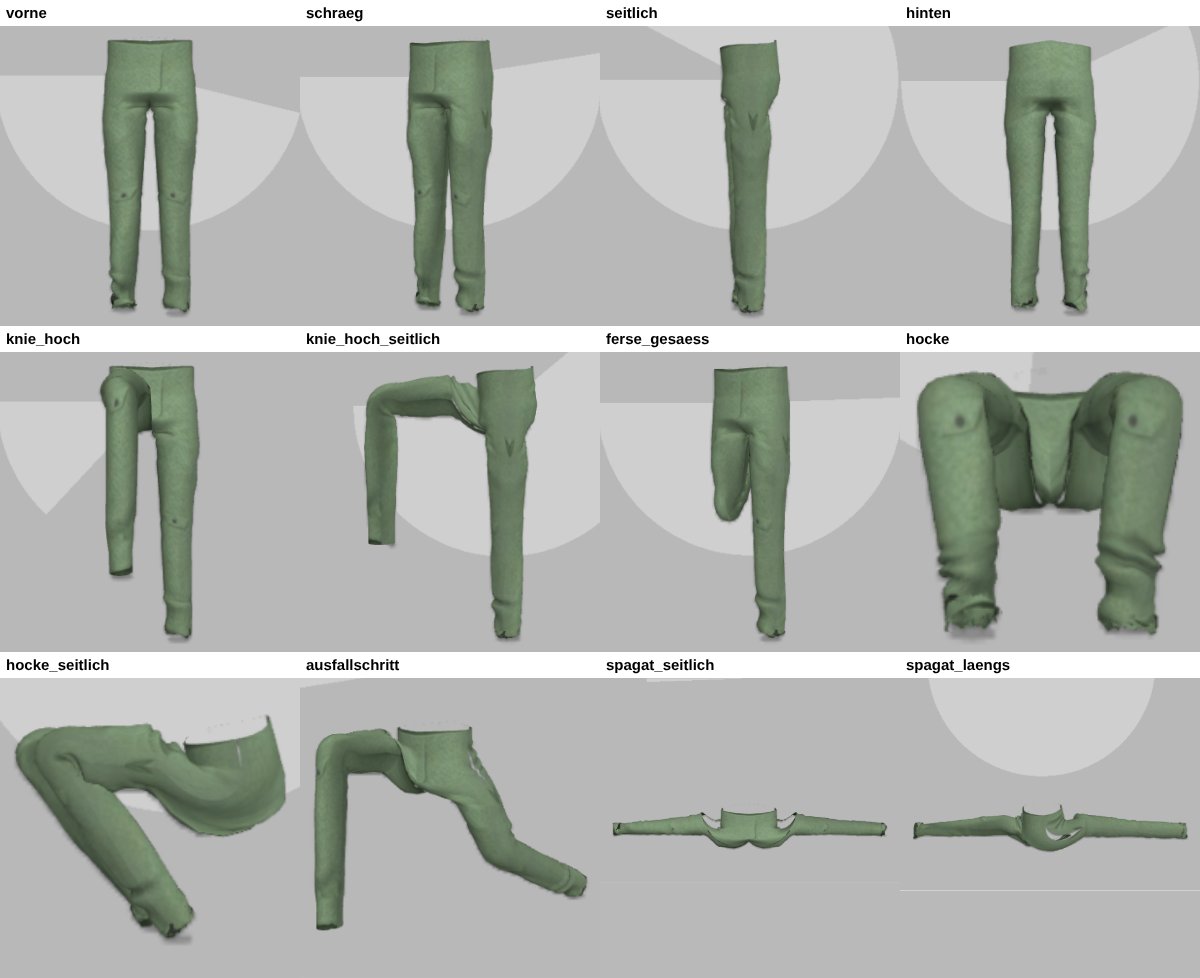 vorne
schraeg
seitlich
hinten
knie_hoch
knie_hoch_seitlich
ferse_gesaess
hocke
hocke_seitlich
ausfallschritt
spagat_seitlich
spagat_laengs